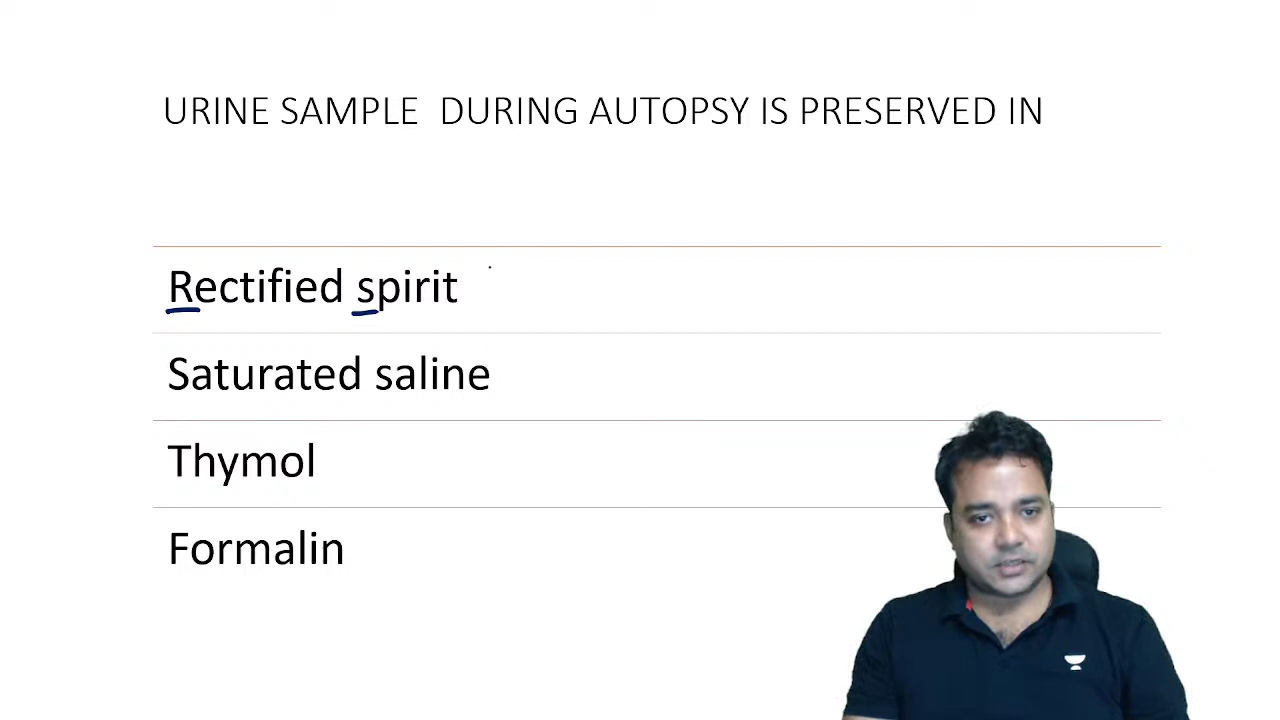 URINE SAMPLE DURING AUTOPSY IS PRESERVED IN
Rectified spirit
Saturated saline
Thymol
Formalin